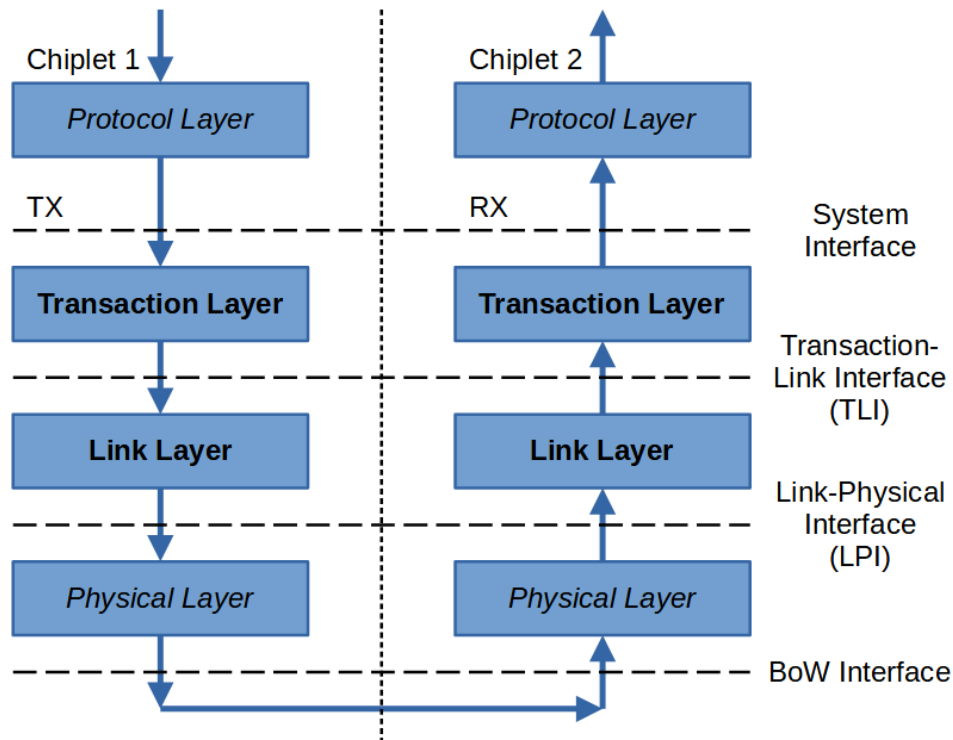 Chiplet 1
Chiplet 2
Protocol Layer
Protocol Layer
TX
RX
System
Interface
Transaction Layer
Transaction Layer
Transaction-
Link Interface
(TLI)
Link Layer
Link Layer
Link-Physical
Interface
(LPI)
Physical Layer
Physical Layer
BoW Interface